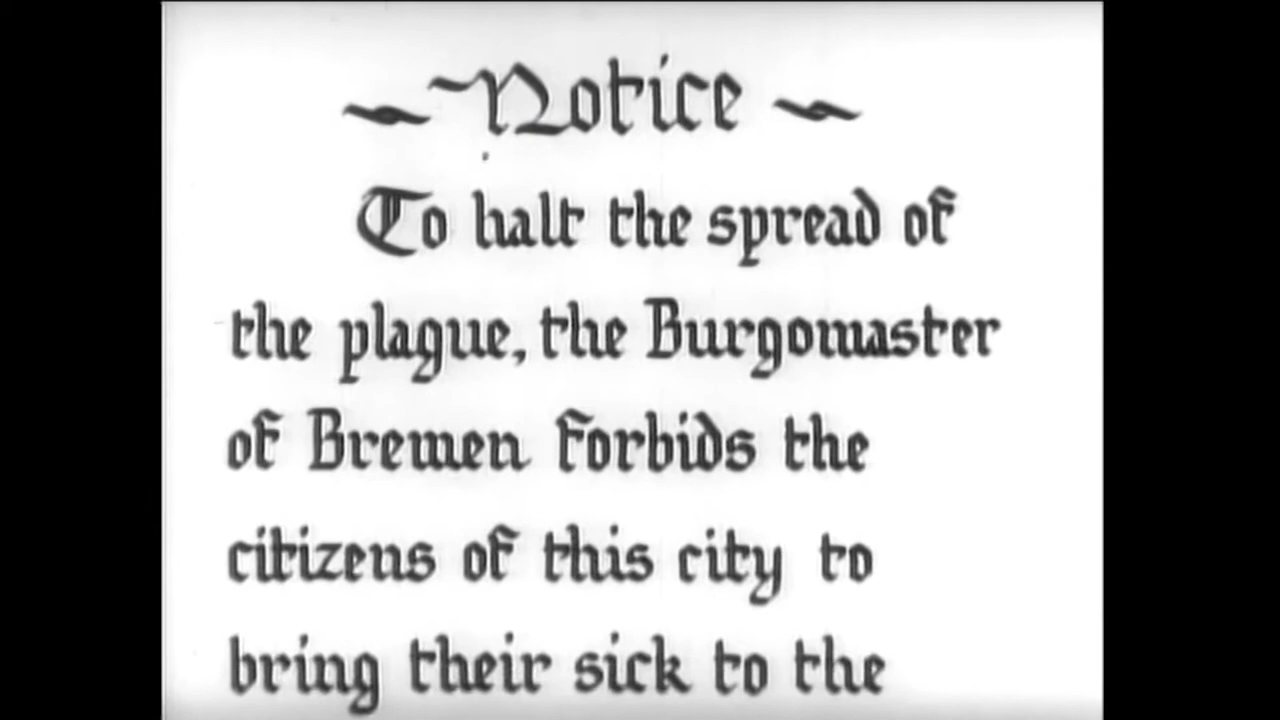 ~Notice~
To halt the spread of
the plague, the Burgomaster
of Bremen forbids the
citizens of this city to
bring their sick to the